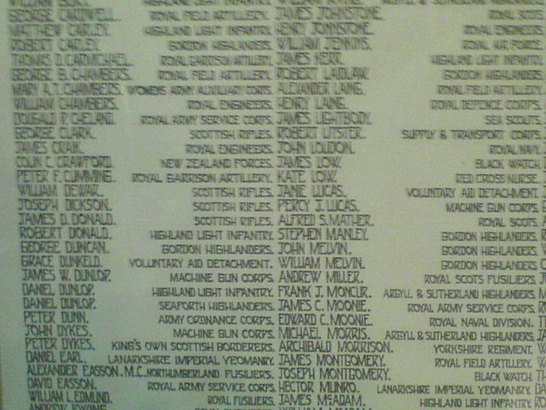 GEORGE CARDWELL. ROYAL FIELD ARTILLERY. JAMES JOHNSTONE. ROYAL SCOTS.
MATTHEW CARLEY. HIGHLAND LIGHT INFANTRY. HENRY JOHNSTONE. ROYAL ENGINEERS.
ROBERT CARLEY. GORDON HIGHLANDERS. WILLIAM JENKINS. ROYAL AIR FORCE.
THOMAS D. CARMICHAEL. ROYAL GARRISON ARTILLERY. JAMES KERR. HIGHLAND LIGHT INFANTRY.
GEORGE B. CHAMBERS. ROYAL FIELD ARTILLERY. ROBERT LAIDLAW. GORDON HIGHLANDERS.
MARY A. T. CHAMBERS. WOMENS ARMY AUXILIARY CORPS. ALEXANDER LAING. ROYAL FIELD ARTILLERY.
WILLIAM CHAMBERS. ROYAL ENGINEERS. HENRY LAING. ROYAL DEFENCE CORPS.
DOUGALD P. CLELAND. ROYAL ARMY SERVICE CORPS. JAMES LIGHTBODY. SEA SCOUTS.
GEORGE CLARK. SCOTTISH RIFLES. ROBERT LITSTER. SUPPLY & TRANSPORT CORPS.
JAMES CRAIK. ROYAL ENGINEERS. JOHN LOUDON. ROYAL NAVY.
COLIN C. CRAWFORD. NEW ZEALAND FORCES. JAMES LOW. BLACK WATCH.
PETER F. CUMMING. ROYAL GARRISON ARTILLERY. KATE LOW. RED CROSS NURSE.
WILLIAM DEWAR. SCOTTISH RIFLES. JANIE LUCAS. VOLUNTARY AID DETACHMENT.
JOSEPH DICKSON. SCOTTISH RIFLES. PERCY J. LUCAS. MACHINE GUN CORPS.
JAMES D. DONALD. SCOTTISH RIFLES. ALFRED S. MATHER. ROYAL SCOTS.
ROBERT DONALD. HIGHLAND LIGHT INFANTRY. STEPHEN MANLEY. GORDON HIGHLANDERS.
GEORGE DUNCAN. GORDON HIGHLANDERS. JOHN MELVIN. GORDON HIGHLANDERS.
GRACE DUNKELD. VOLUNTARY AID DETACHMENT. WILLIAM MELVIN. GORDON HIGHLANDERS.
JAMES W. DUNLOP. MACHINE GUN CORPS. ANDREW MILLER. ROYAL SCOTS FUSILIERS.
DANIEL DUNLOP. HIGHLAND LIGHT INFANTRY. FRANK J. MONCUR. ARGYLL & SUTHERLAND HIGHLANDERS.
DANIEL DUNLOP. SEAFORTH HIGHLANDERS. JAMES C. MOONIE. ROYAL ARMY SERVICE CORPS.
PETER DUNN. ARMY ORDNANCE CORPS. EDWARD C. MOONIE. ROYAL NAVAL DIVISION.
JOHN DYKES. MACHINE GUN CORPS. MICHAEL MORRIS. ARGYLL & SUTHERLAND HIGHLANDERS.
PETER DYKES. KING'S OWN SCOTTISH BORDERERS. ARCHIBALD MORRISON. YORKSHIRE REGIMENT.
DANIEL EARL. LANARKSHIRE IMPERIAL YEOMANRY. JAMES MONTGOMERY. ROYAL FIELD ARTILLERY.
ALEXANDER EASSON. M.C. NORTHUMBERLAND FUSILIERS. JOSEPH MONTGOMERY. BLACK WATCH.
DAVID EASSON. ROYAL ARMY SERVICE CORPS. HECTOR MUNRO. LANARKSHIRE IMPERIAL YEOMANRY.
WILLIAM L. EDMUND. ROYAL FUSILIERS. JAMES McADAM. HIGHLAND LIGHT INFANTRY.